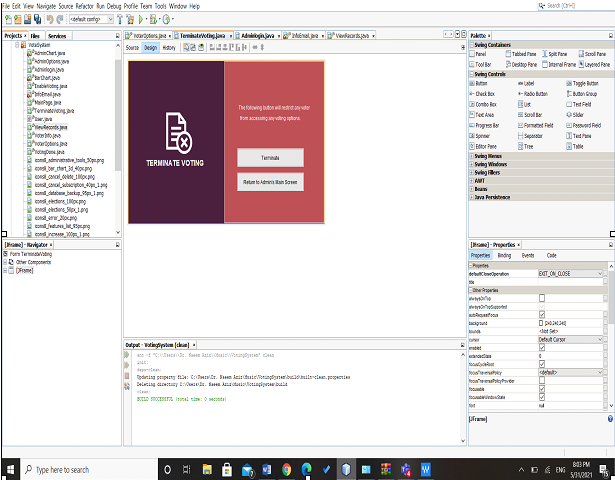 File Edit View Navigate Source Refactor Run Debug Profile Team Tools Window Help
Search (Ctrl+I)
<default config>
Projects × Files Services
VoterOptions.java × TerminateVoting.java × Adminlogin.java × InfoEmail.java × ViewRecords.java ×
Palette ×
Source Design History
VoteSystem
AdminChart.java
AdminOptions.java
Adminlogin.java
BarChart.java
EnableVoting.java
InfoEmail.java
MainPage.java
TerminateVoting.java
User.java
ViewRecords.java
VoterInfo.java
VoterOptions.java
VotingDone.java
icons8_administrative_tools_50px.png
icons8_bar_chart_3d_40px.png
icons8_cancel_delete_100px.png
icons8_cancel_subscription_40px_1.png
icons8_database_backup_95px_1.png
icons8_elections_100px.png
icons8_elections_50px_1.png
icons8_error_20px.png
icons8_features_list_95px.png
icons8_increase_100px_1.png
TERMINATE VOTING
The following button will restrict any voter
from accessing any voting options.
Terminate
Return to Admin's Main Screen
Swing Containers
Panel Tabbed Pane Split Pane Scroll Pane
Tool Bar Desktop Pane Internal Frame Layered Pane
Swing Controls
Button Label Toggle Button
Check Box Radio Button Button Group
Combo Box List Text Field
Text Area Scroll Bar Slider
Progress Bar Formatted Field Password Field
Spinner Separator Text Pane
Editor Pane Tree Table
Swing Menus
Swing Windows
Swing Fillers
AWT
Beans
Java Persistence
[JFrame] - Navigator ×
Form TerminateVoting
Other Components
[JFrame]
[JFrame] - Properties ×
Properties Binding Events Code
Properties
defaultCloseOperation EXIT_ON_CLOSE
title
Other Properties
alwaysOnTop
alwaysOnTopSupported
autoRequestFocus
background [240,240,240]
bounds <Not Set>
cursor Default Cursor
enabled
extendedState 0
focusCycleRoot
focusTraversalPolicy <default>
focusTraversalPolicyProvider
focusable
focusableWindowState
font null
[JFrame]
Output - VotingSystem (clean) ×
ant -f "C:\\Users\\Dr. Naeem Aziz\\Music\\VotingSystem" clean
init:
deps-clean:
Updating property file: C:\Users\Dr. Naeem Aziz\Music\VotingSystem\build\built-clean.properties
Deleting directory C:\Users\Dr. Naeem Aziz\Music\VotingSystem\build
clean:
BUILD SUCCESSFUL (total time: 0 seconds)
Type here to search
ENG
8:03 PM
5/31/2021